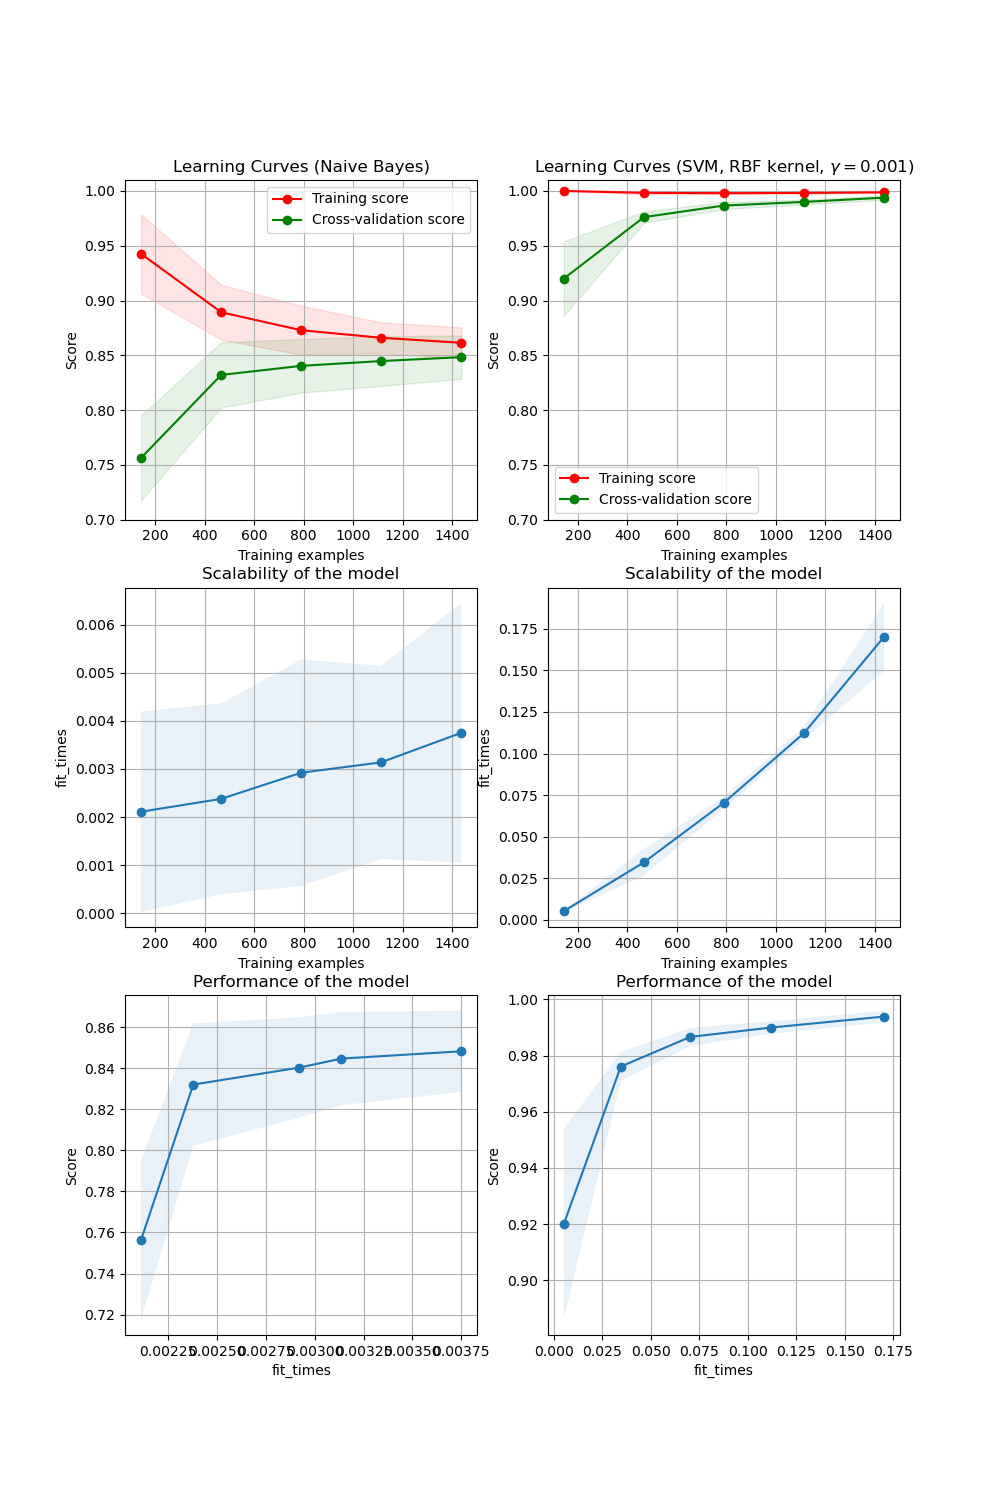 Learning Curves (Naive Bayes)
1.00
0.95
0.90
0.85
0.80
0.75
0.70
Score
Training score
Cross-validation score
200 400 600 800 1000 1200 1400
Training examples
Learning Curves (SVM, RBF kernel, γ = 0.001)
1.00
0.95
0.90
0.85
0.80
0.75
0.70
Score
Training score
Cross-validation score
200 400 600 800 1000 1200 1400
Training examples
Scalability of the model
0.006
0.005
0.004
0.003
0.002
0.001
0.000
fit_times
200 400 600 800 1000 1200 1400
Training examples
Scalability of the model
0.175
0.150
0.125
0.100
0.075
0.050
0.025
0.000
fit_times
200 400 600 800 1000 1200 1400
Training examples
Performance of the model
0.86
0.84
0.82
0.80
0.78
0.76
0.74
0.72
Score
0.00225 0.00250 0.00275 0.00300 0.00325 0.00350 0.00375
fit_times
Performance of the model
1.00
0.98
0.96
0.94
0.92
0.90
Score
0.000 0.025 0.050 0.075 0.100 0.125 0.150 0.175
fit_times